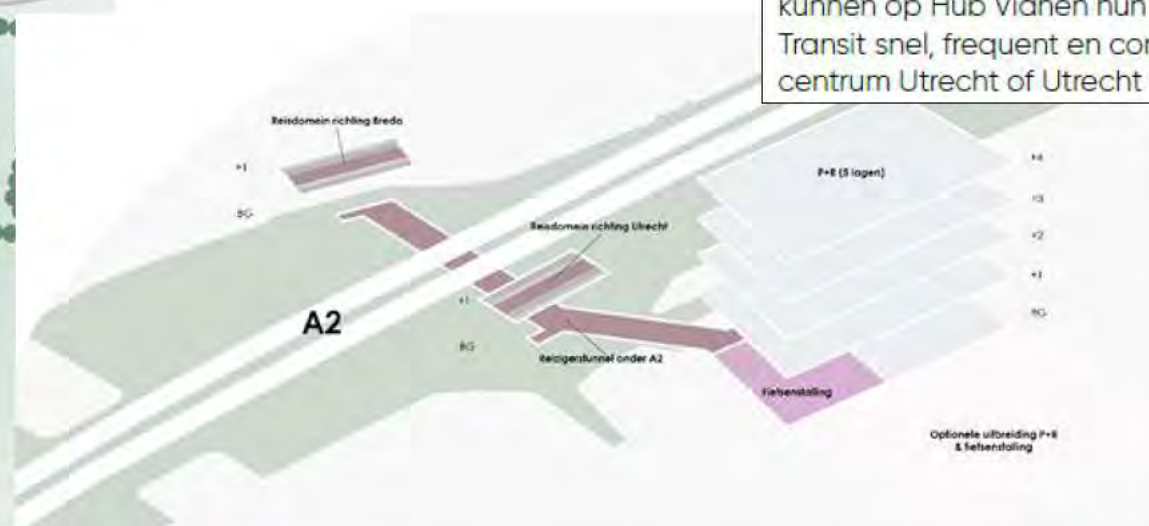 kunnen op Hub Vianen hun
Transit snel, frequent en co
centrum Utrecht of Utrecht
Reisdomein richting Breda
+1
BG
P+R (5 lagen)
+4
+3
+2
+1
BG
Reisdomein richting Utrecht
+1
BG
A2
Reizigerstunnel onder A2
Fietsenstalling
Optionele uitbreiding P+R
& fietsenstalling